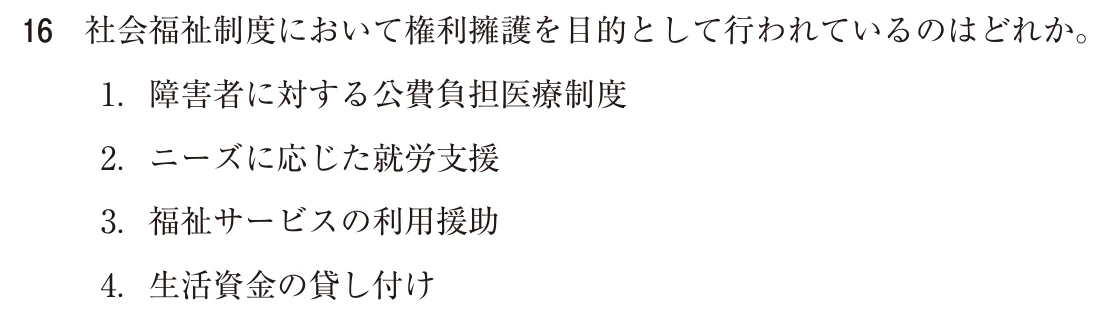 16 社会福祉制度において権利擁護を目的として行われているのはどれか。
1. 障害者に対する公費負担医療制度
2. ニーズに応じた就労支援
3. 福祉サービスの利用援助
4. 生活資金の貸し付け